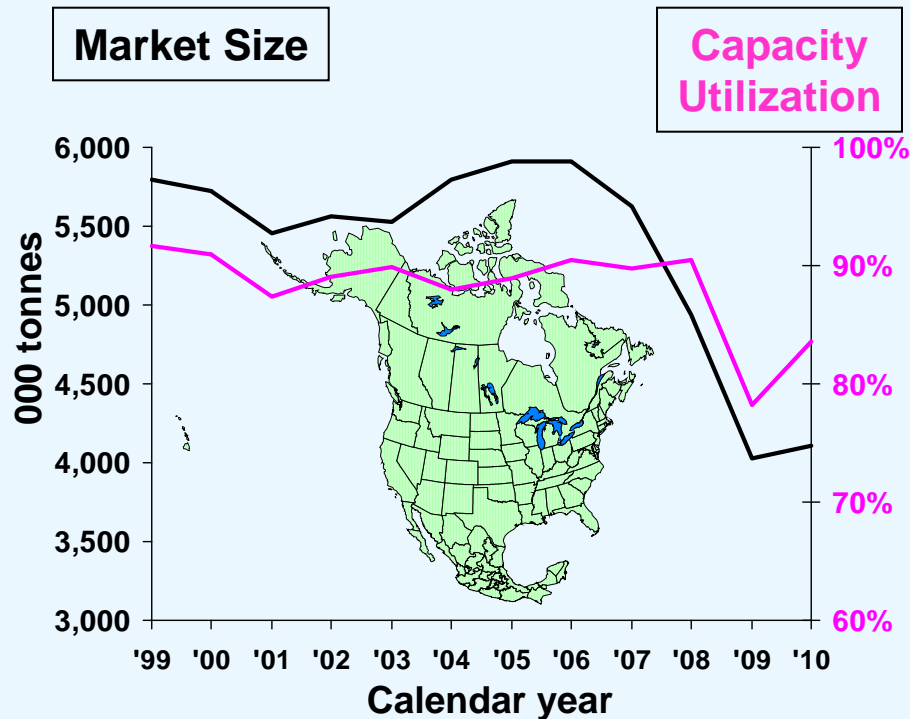 Market Size
Capacity
Utilization
000 tonnes
6,000
5,500
5,000
4,500
4,000
3,500
3,000
100%
90%
80%
70%
60%
'99 '00 '01 '02 '03 '04 '05 '06 '07 '08 '09 '10
Calendar year